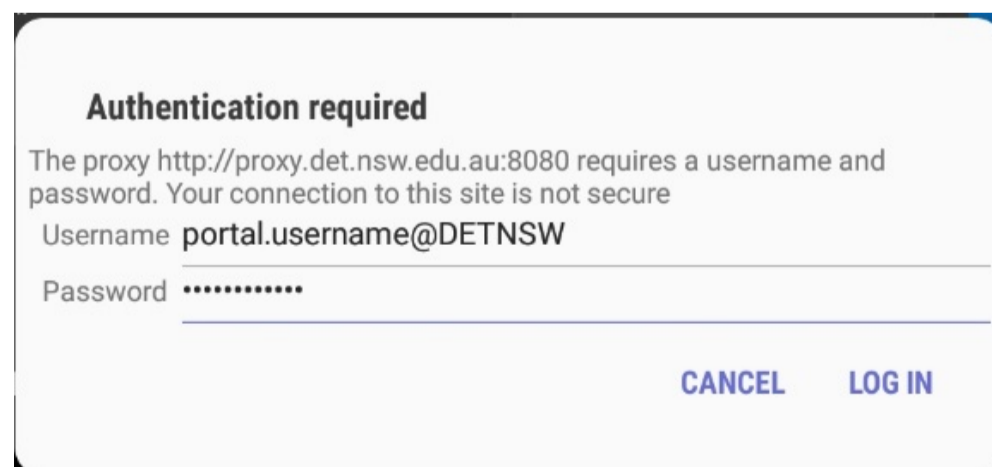 Authentication required
The proxy http://proxy.det.nsw.edu.au:8080 requires a username and
password. Your connection to this site is not secure
Username portal.username@DETNSW
Password ••••••••••••
CANCEL LOG IN